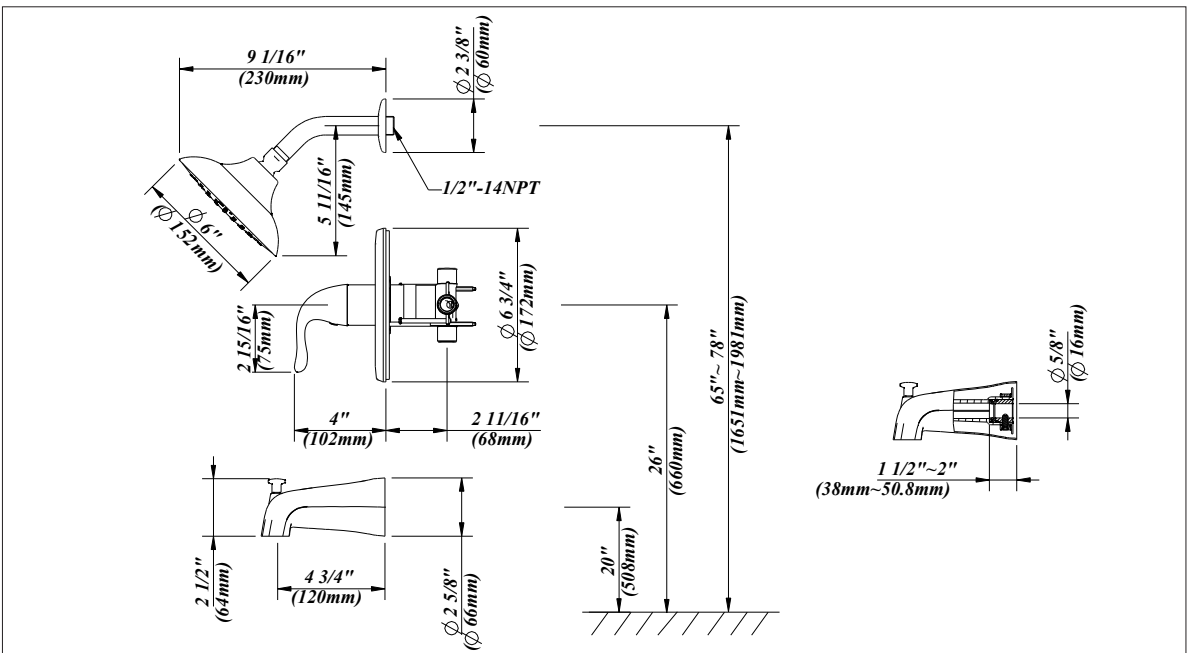 9 1/16"
(230mm)
∅ 2 3/8"
(∅ 60mm)
1/2"-14NPT
5 11/16"
(145mm)
∅ 6"
(∅ 152mm)
2 15/16"
(75mm)
∅ 6 3/4"
(∅ 172mm)
4"
(102mm)
2 11/16"
(68mm)
65"~ 78"
(1651mm~1981mm)
26"
(660mm)
20"
(508mm)
2 1/2"
(64mm)
4 3/4"
(120mm)
∅ 2 5/8"
(∅ 66mm)
∅ 5/8"
(∅ 16mm)
1 1/2"~2"
(38mm~50.8mm)